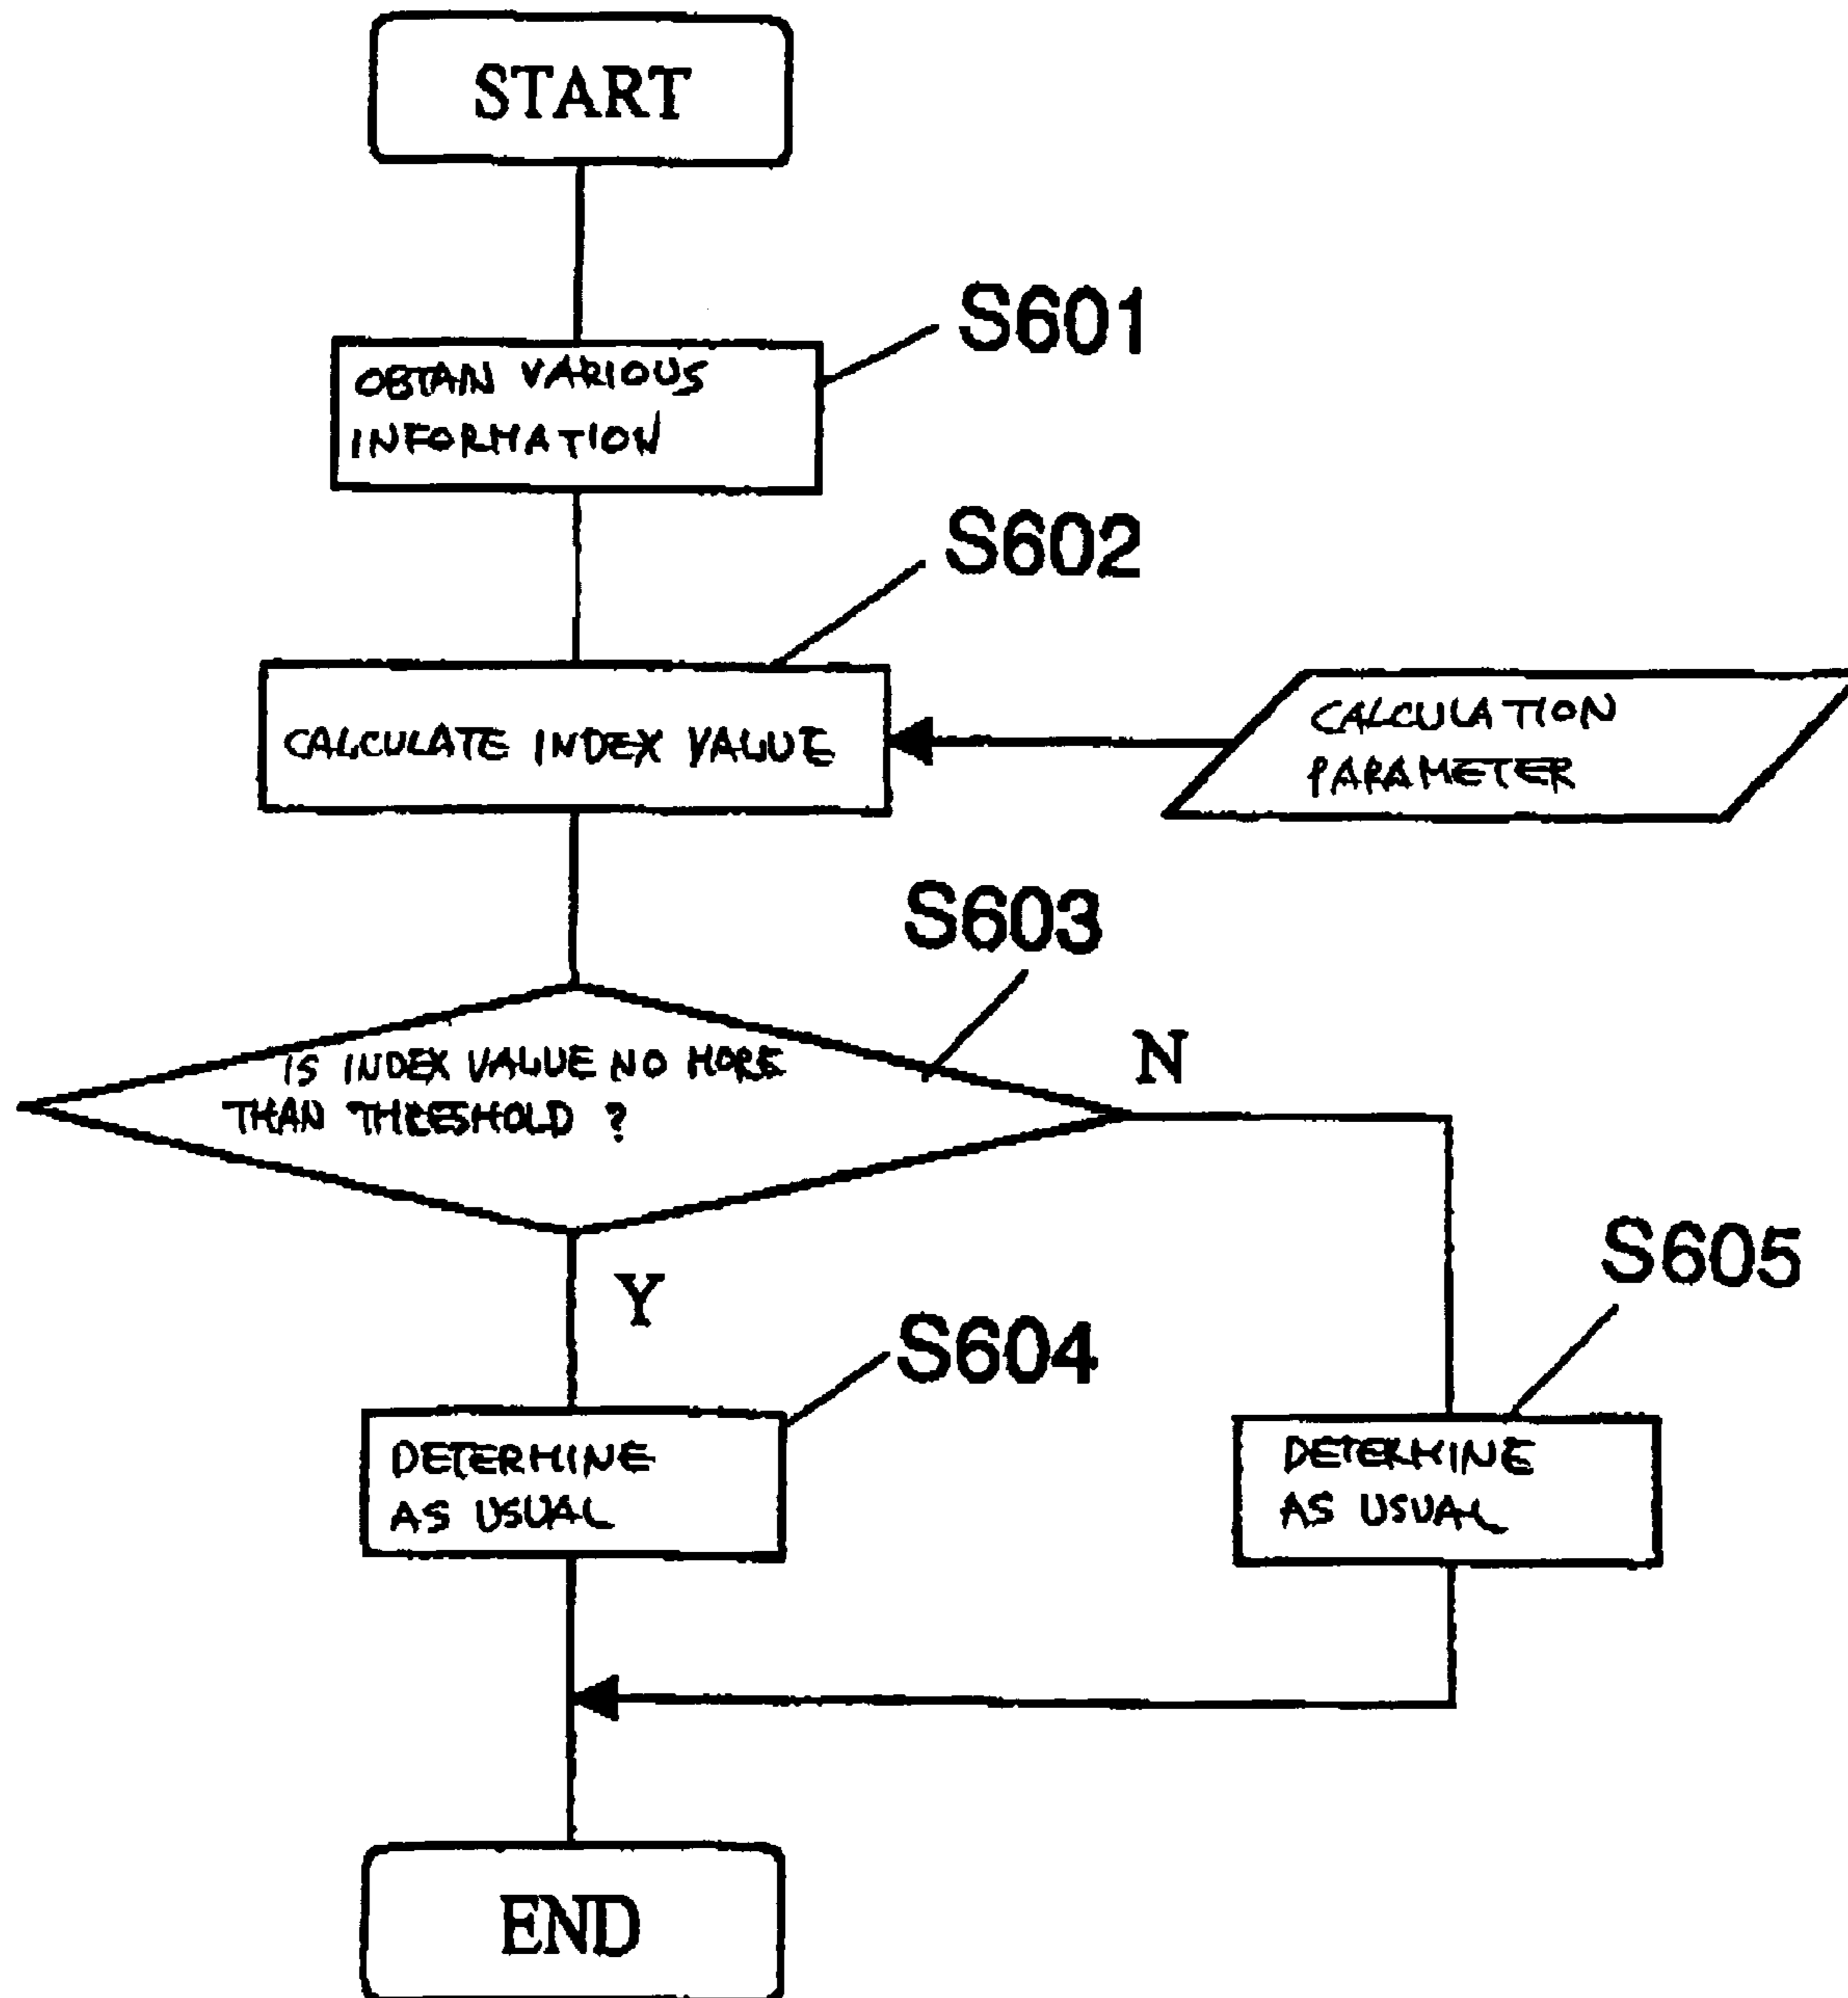 START
S601
OBTAIN VARIOUS
INFORMATION
S602
CALCULATE INDEX VALUE
CALCULATION
PARAMETER
S603
IS INDEX VALUE NO MORE
THAN THRESHOLD ?
N
Y
S604
DETERMINE
AS USUAL
S605
DETERMINE
AS USUAL
END